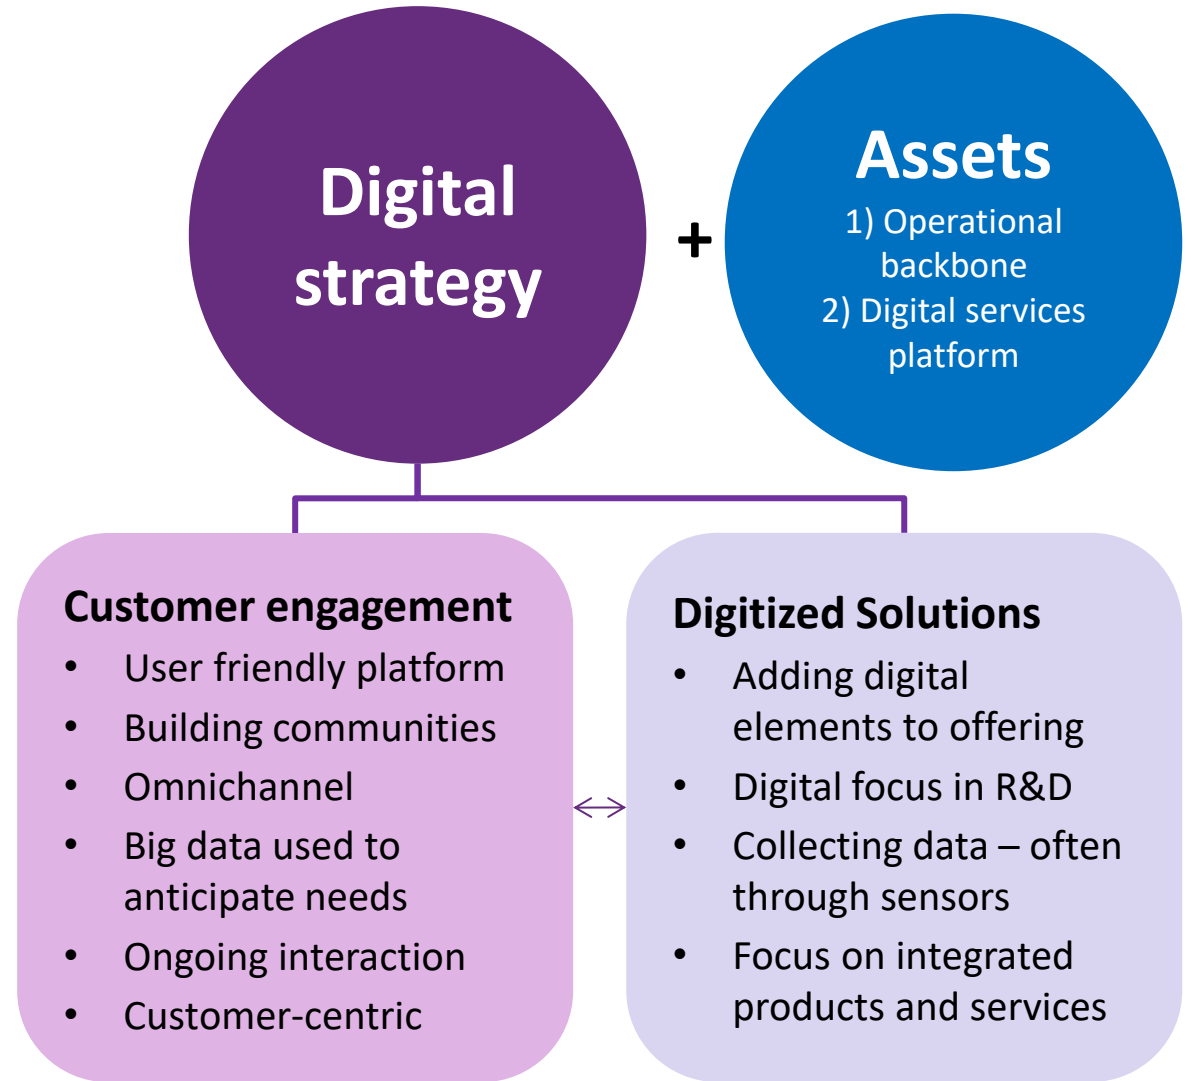 Digital
strategy
+
Assets
1) Operational
backbone
2) Digital services
platform
Customer engagement
• User friendly platform
• Building communities
• Omnichannel
• Big data used to
anticipate needs
• Ongoing interaction
• Customer-centric
Digitized Solutions
• Adding digital
elements to offering
• Digital focus in R&D
• Collecting data – often
through sensors
• Focus on integrated
products and services